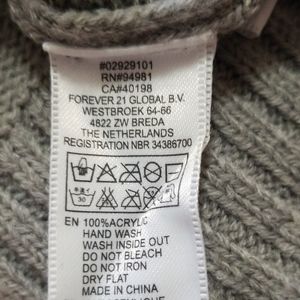 #02929101
RN#94981
CA#40198
FOREVER 21 GLOBAL B.V.
WESTBROEK 64-66
4822 ZW BREDA
THE NETHERLANDS
REGISTRATION NBR 34386700
30
EN 100%ACRYLIC
HAND WASH
WASH INSIDE OUT
DO NOT BLEACH
DO NOT IRON
DRY FLAT
MADE IN CHINA